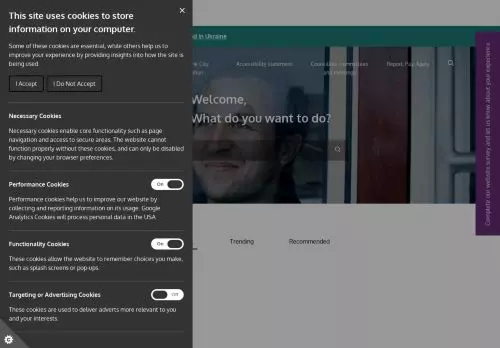 This site uses cookies to store
information on your computer.
Some of these cookies are essential, while others help us to
improve your experience by providing insights into how the site is
being used.
I Accept
I Do Not Accept
Necessary Cookies
Necessary cookies enable core functionality such as page
navigation and access to secure areas. The website cannot
function properly without these cookies, and can only be disabled
by changing your browser preferences.
Performance Cookies
On
Performance cookies help us to improve our website by
collecting and reporting information on its usage. Google
Analytics Cookies will process personal data in the USA
Functionality Cookies
On
These cookies allow the website to remember choices you make,
such as splash screens or pop ups.
Targeting or Advertising Cookies
Off
These cookies are used to deliver adverts more relevant to you
and your interests.
in Ukraine
City
Accessibility statement
Councillors, committees
and meetings
Report, Pay, Apply
Welcome,
What do you want to do?
Trending
Recommended
Complete our website survey and let us know about your experience